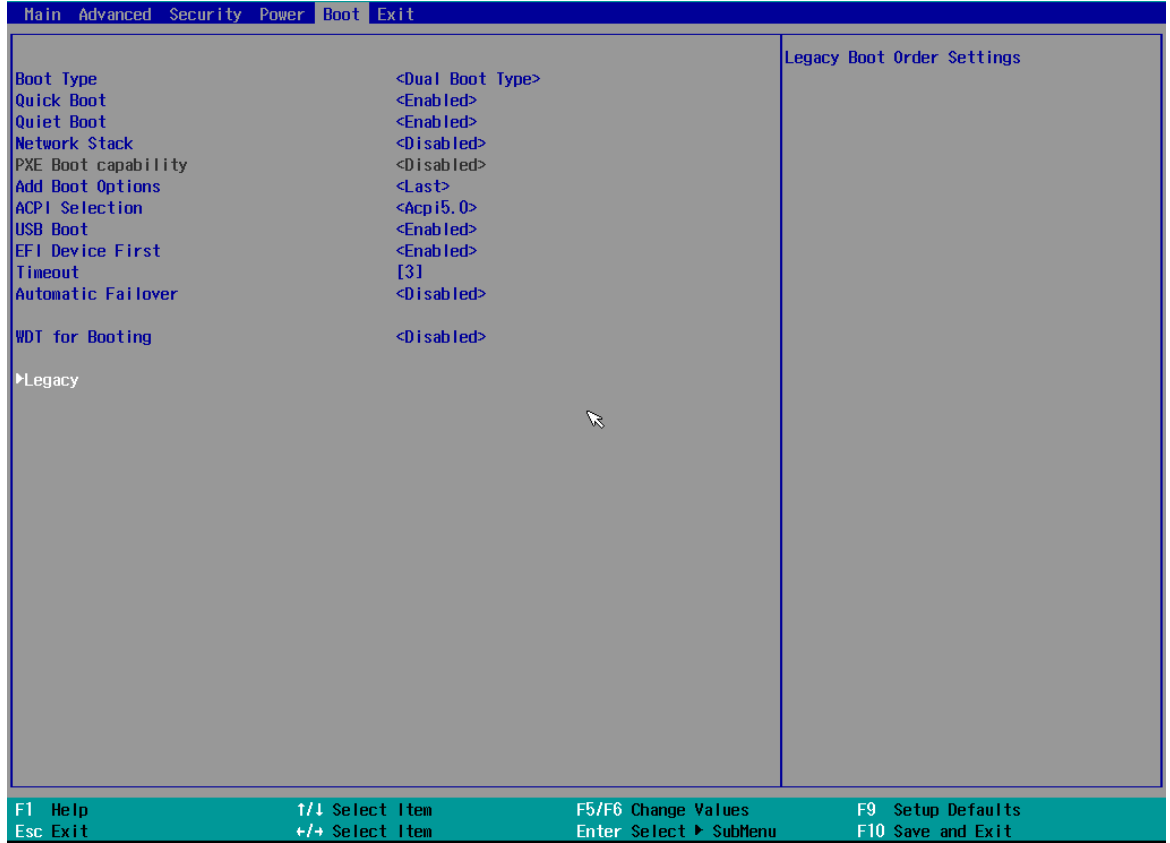 Main Advanced Security Power Boot Exit
Legacy Boot Order Settings
Boot Type <Dual Boot Type>
Quick Boot <Enabled>
Quiet Boot <Enabled>
Network Stack <Disabled>
PXE Boot capability <Disabled>
Add Boot Options <Last>
ACPI Selection <Acpi5.0>
USB Boot <Enabled>
EFI Device First <Enabled>
Timeout [3]
Automatic Failover <Disabled>
WDT for Booting <Disabled>
▶Legacy
F1 Help ↑/↓ Select Item F5/F6 Change Values F9 Setup Defaults
Esc Exit ←/→ Select Item Enter Select ▶ SubMenu F10 Save and Exit